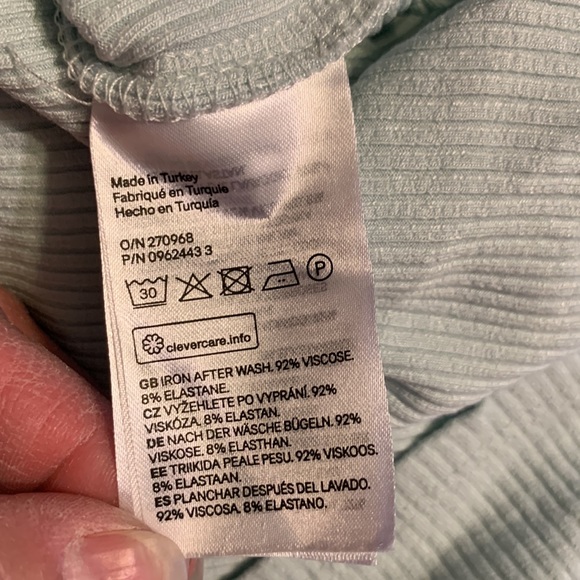 Made in Turkey
Fabriqué en Turquie
Hecho en Turquía
O/N 270968
P/N 0962443 3
30 P
clevercare.info
GB IRON AFTER WASH. 92% VISCOSE.
8% ELASTANE.
CZ VYŽEHLETE PO VYPRÁNÍ. 92%
VISKÓZA. 8% ELASTAN.
DE NACH DER WÄSCHE BÜGELN. 92%
VISKOSE. 8% ELASTHAN.
EE TRIIKIDA PEALE PESU. 92% VISKOOS.
8% ELASTAAN.
ES PLANCHAR DESPUÉS DEL LAVADO.
92% VISCOSA. 8% ELASTANO.